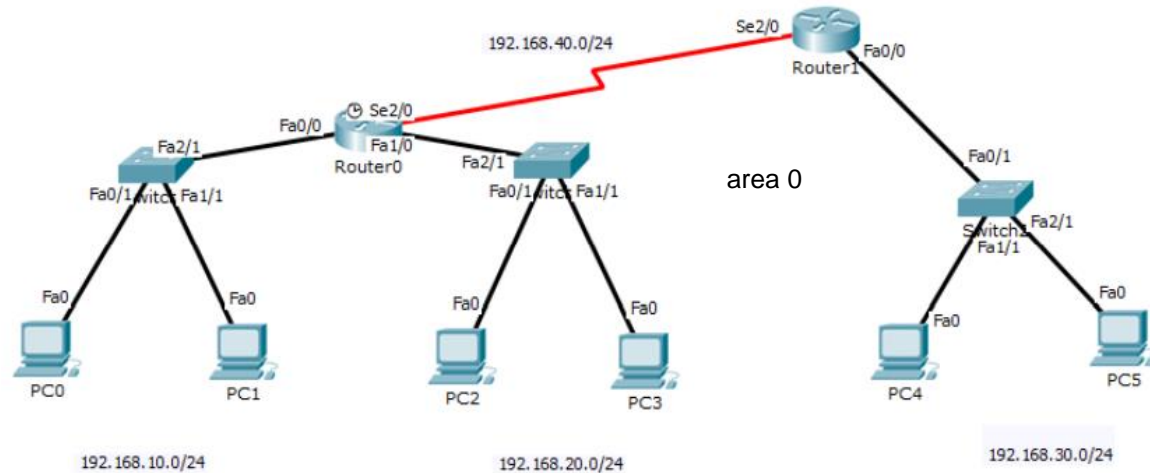 192.168.40.0/24
Se2/0
Fa0/0
Router1
Se2/0
Fa0/0
Fa1/0
Router0
Fa2/1
Fa0/1
Fa1/1
Fa2/1
Fa0/1
Fa1/1
area 0
Fa0/1
Fa2/1
Fa1/1
Fa0
Fa0
Fa0
Fa0
Fa0
Fa0
PC0
PC1
PC2
PC3
PC4
PC5
192.168.10.0/24
192.168.20.0/24
192.168.30.0/24